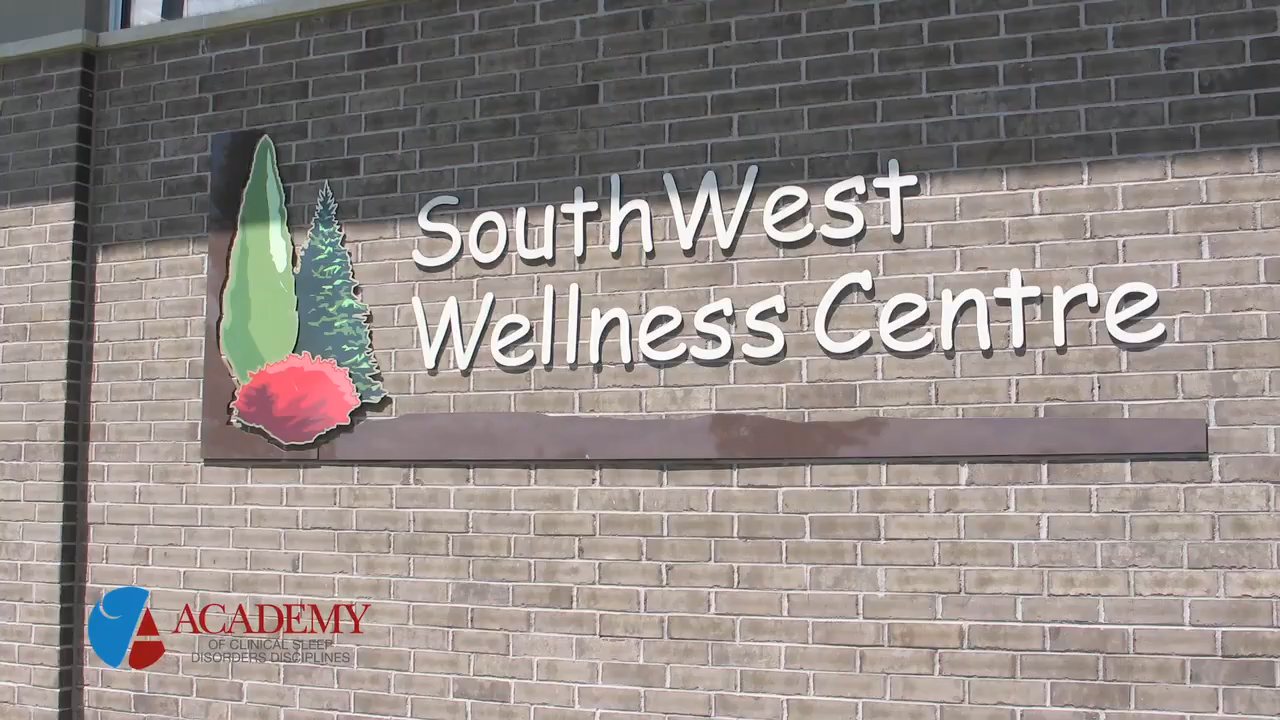 SouthWest
Wellness Centre
ACADEMY
OF CLINICAL SLEEP
DISORDERS DISCIPLINES